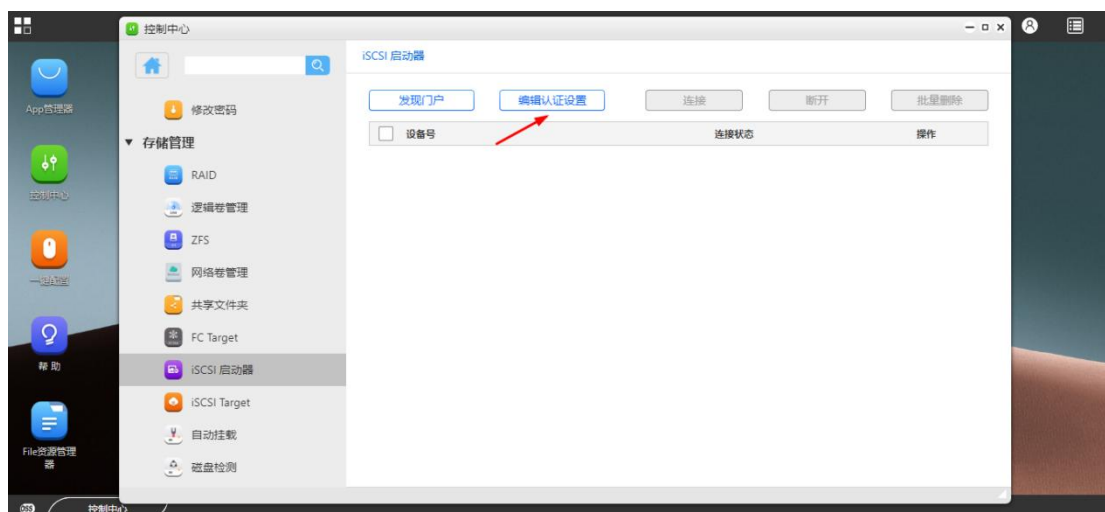 控制中心
App管理器
控制中心
一键配置
帮 助
File资源管理
器
修改密码
存储管理
RAID
逻辑卷管理
ZFS
网络卷管理
共享文件夹
FC Target
iSCSI 启动器
iSCSI Target
自动挂载
磁盘检测
iSCSI 启动器
发现门户 编辑认证设置 连接 断开 批量删除
设备号 连接状态 操作
控制中心